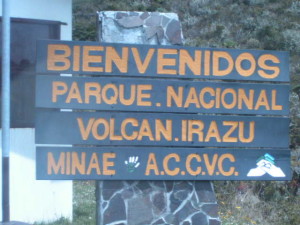 BIENVENIDOS
PARQUE.NACIONAL
VOLCAN.IRAZU
MINAE A.C.C.V.C.